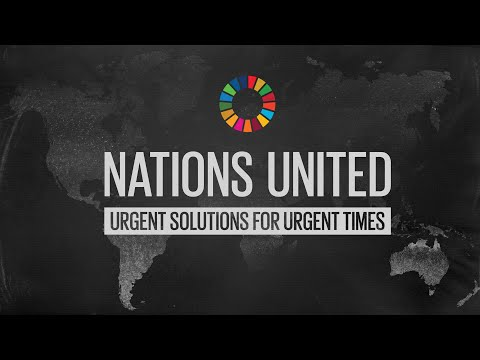 NATIONS UNITED
URGENT SOLUTIONS FOR URGENT TIMES